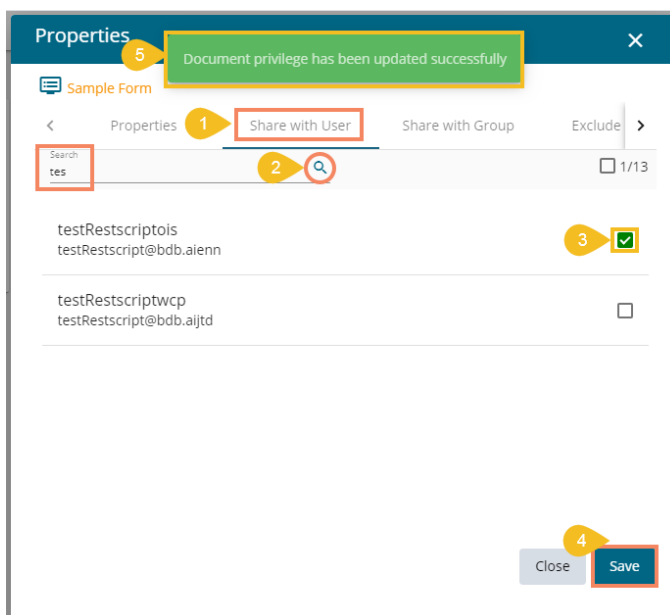 Properties
5
Document privilege has been updated successfully
Sample Form
Properties
1
Share with User
Share with Group
Exclude
Search
tes
2
1/13
testRestscriptois
testRestscript@bdb.aienn
3
testRestscriptwcp
testRestscript@bdb.aijtd
4
Close
Save